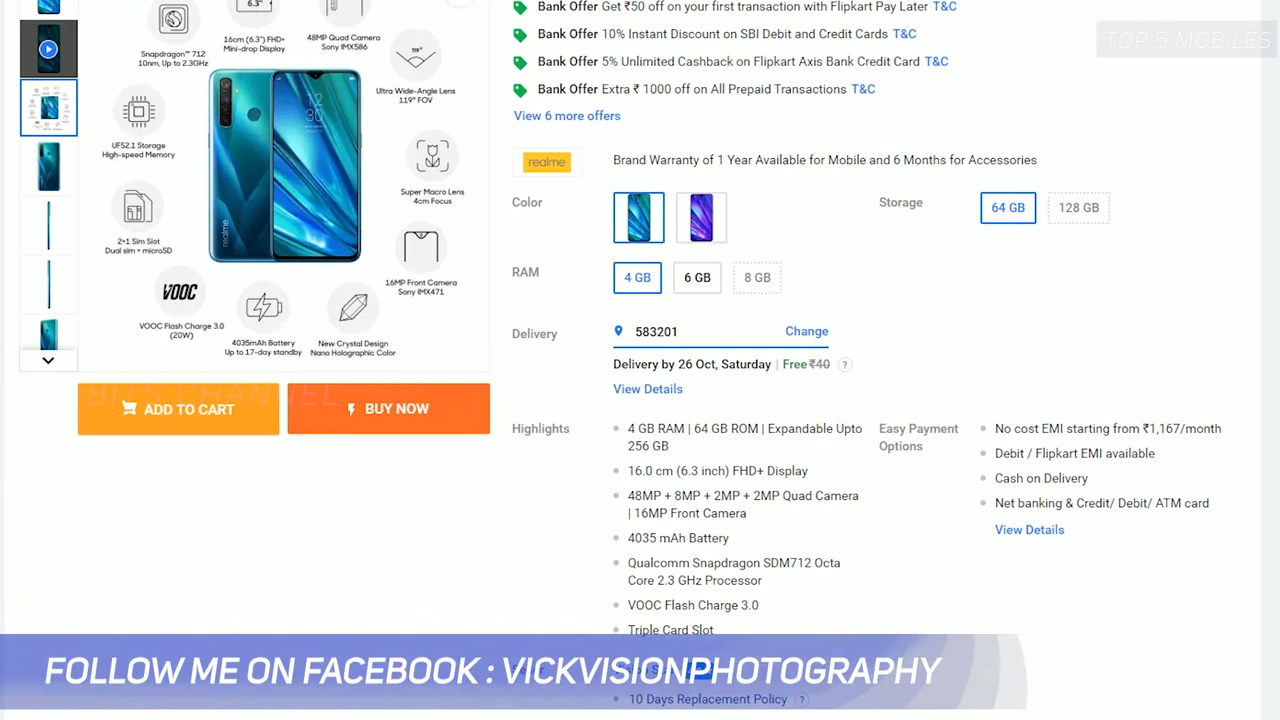 Bank Offer Get ₹50 off on your first transaction with Flipkart Pay Later T&C
Bank Offer 10% Instant Discount on SBI Debit and Credit Cards T&C
TOP 5 MOBILES
Bank Offer 5% Unlimited Cashback on Flipkart Axis Bank Credit Card T&C
Bank Offer Extra ₹ 1000 off on All Prepaid Transactions T&C
View 6 more offers
6.3"
Snapdragon™ 712
10nm, Up to 2.3GHz
16cm (6.3") FHD+
Mini-drop Display
48MP Quad Camera
Sony IMX586
119°
Ultra Wide-Angle Lens
119° FOV
UFS2.1 Storage
High-speed Memory
12
30
Super Macro Lens
4cm Focus
2+1 Sim Slot
Dual sim + microSD
realme
16MP Front Camera
Sony IMX471
VOOC
VOOC Flash Charge 3.0
(20W)
4035mAh Battery
Up to 17-day standby
New Crystal Design
Nano Holographic Color
realme
Brand Warranty of 1 Year Available for Mobile and 6 Months for Accessories
Color
Storage
64 GB
128 GB
RAM
4 GB
6 GB
8 GB
Delivery
583201
Change
Delivery by 26 Oct, Saturday | Free ₹40 ?
View Details
BITS CHANNEL
ADD TO CART
BUY NOW
Highlights
4 GB RAM | 64 GB ROM | Expandable Upto
256 GB
16.0 cm (6.3 inch) FHD+ Display
48MP + 8MP + 2MP + 2MP Quad Camera
| 16MP Front Camera
4035 mAh Battery
Qualcomm Snapdragon SDM712 Octa
Core 2.3 GHz Processor
VOOC Flash Charge 3.0
Triple Card Slot
Easy Payment
Options
No cost EMI starting from ₹1,167/month
Debit / Flipkart EMI available
Cash on Delivery
Net banking & Credit/ Debit/ ATM card
View Details
FOLLOW ME ON FACEBOOK : VICKVISIONPHOTOGRAPHY
10 Days Replacement Policy ?